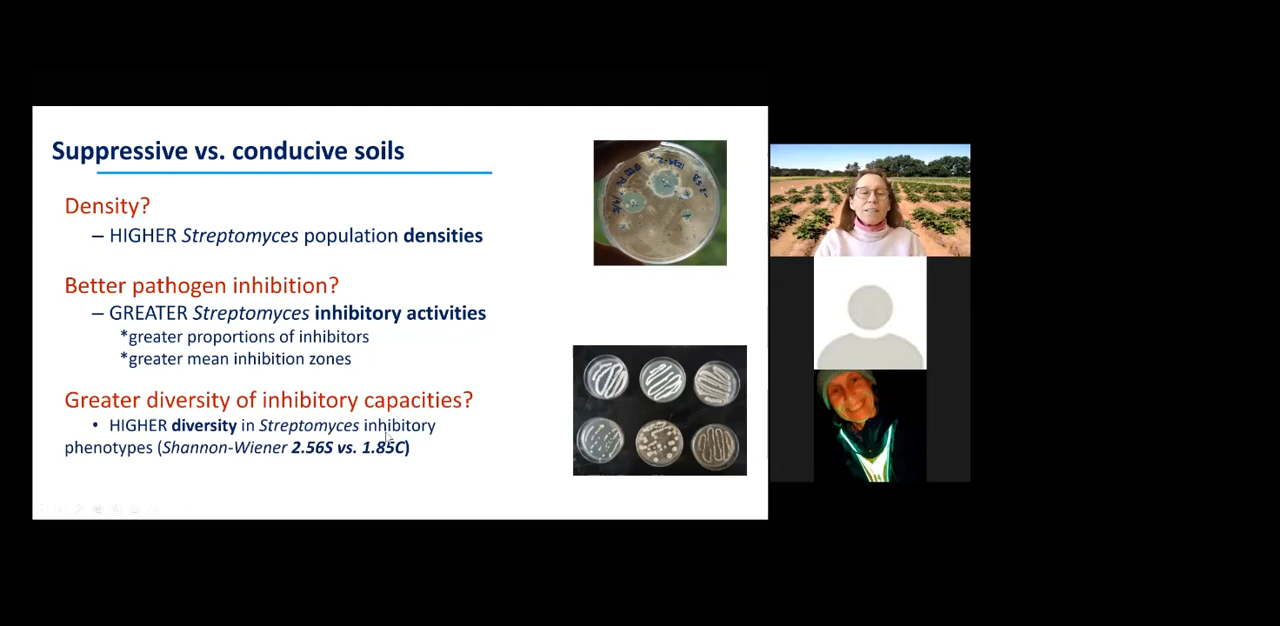 Suppressive vs. conducive soils
Density?
– HIGHER Streptomyces population densities
Better pathogen inhibition?
– GREATER Streptomyces inhibitory activities
*greater proportions of inhibitors
*greater mean inhibition zones
Greater diversity of inhibitory capacities?
• HIGHER diversity in Streptomyces inhibitory
phenotypes (Shannon-Wiener 2.56S vs. 1.85C)